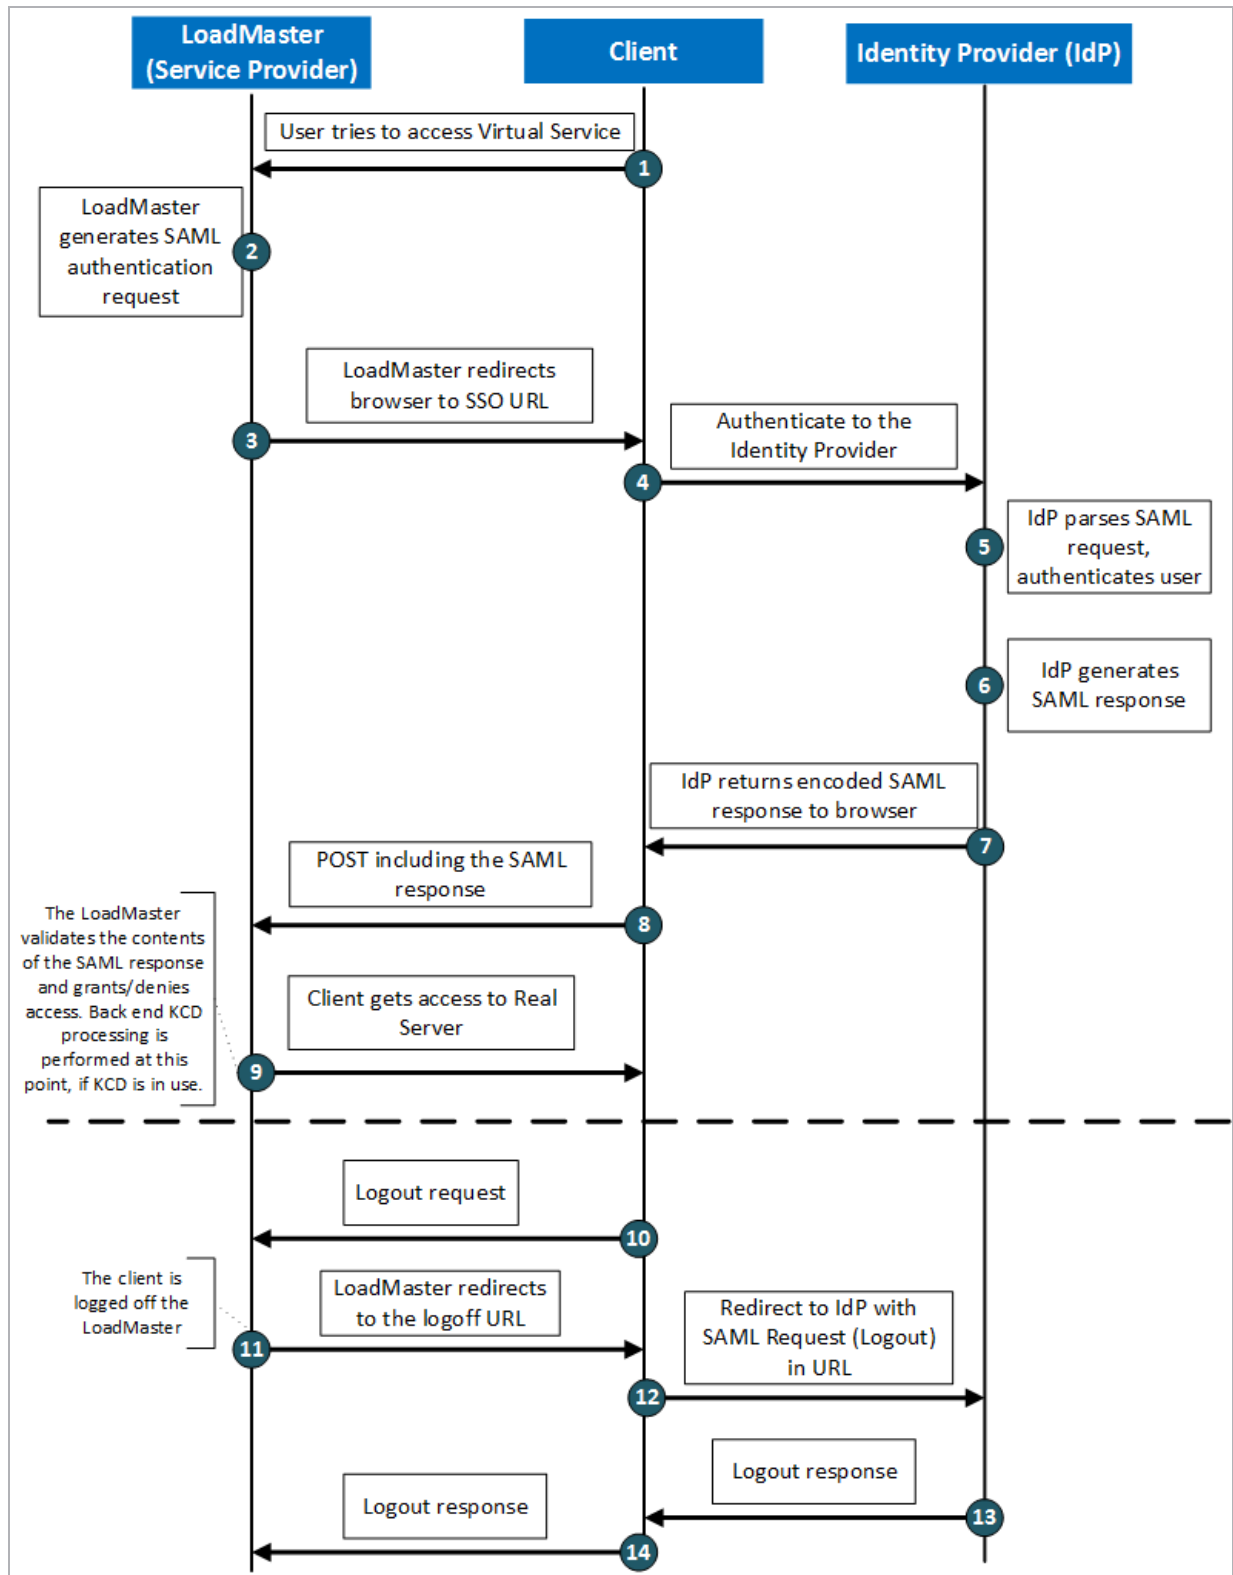 LoadMaster
(Service Provider)
Client
Identity Provider (IdP)
User tries to access Virtual Service
1
LoadMaster
generates SAML
authentication
request
2
LoadMaster redirects
browser to SSO URL
3
Authenticate to the
Identity Provider
4
IdP parses SAML
request,
authenticates user
5
IdP generates
SAML response
6
IdP returns encoded SAML
response to browser
7
POST including the SAML
response
8
The LoadMaster
validates the contents
of the SAML response
and grants/denies
access. Back end KCD
processing is
performed at this
point, if KCD is in use.
Client gets access to Real
Server
9
Logout request
10
The client is
logged off the
LoadMaster
LoadMaster redirects
to the logoff URL
11
Redirect to IdP with
SAML Request (Logout)
in URL
12
Logout response
13
Logout response
14